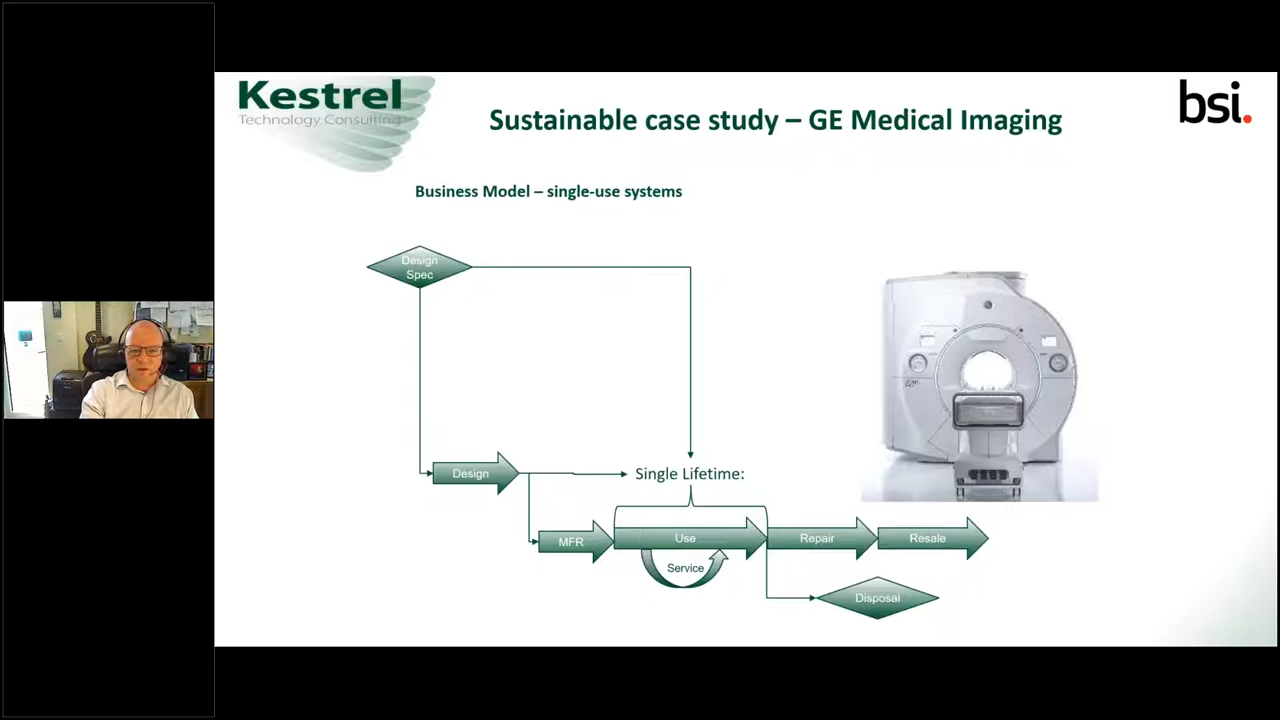 Kestrel
Technology Consulting
Sustainable case study – GE Medical Imaging
bsi.
Business Model – single-use systems
Design
Spec
Design
Single Lifetime:
MFR
Use
Repair
Resale
Service
Disposal